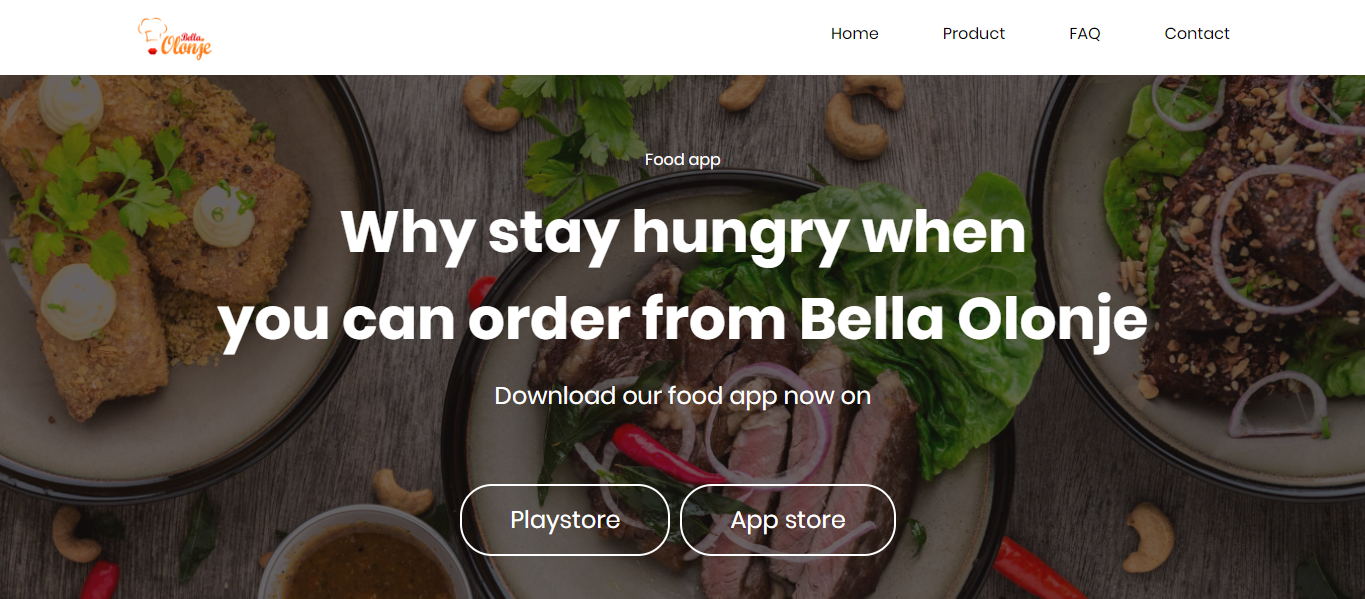 Bella
Olonje
Home Product FAQ Contact
Food app
Why stay hungry when
you can order from Bella Olonje
Download our food app now on
Playstore App store